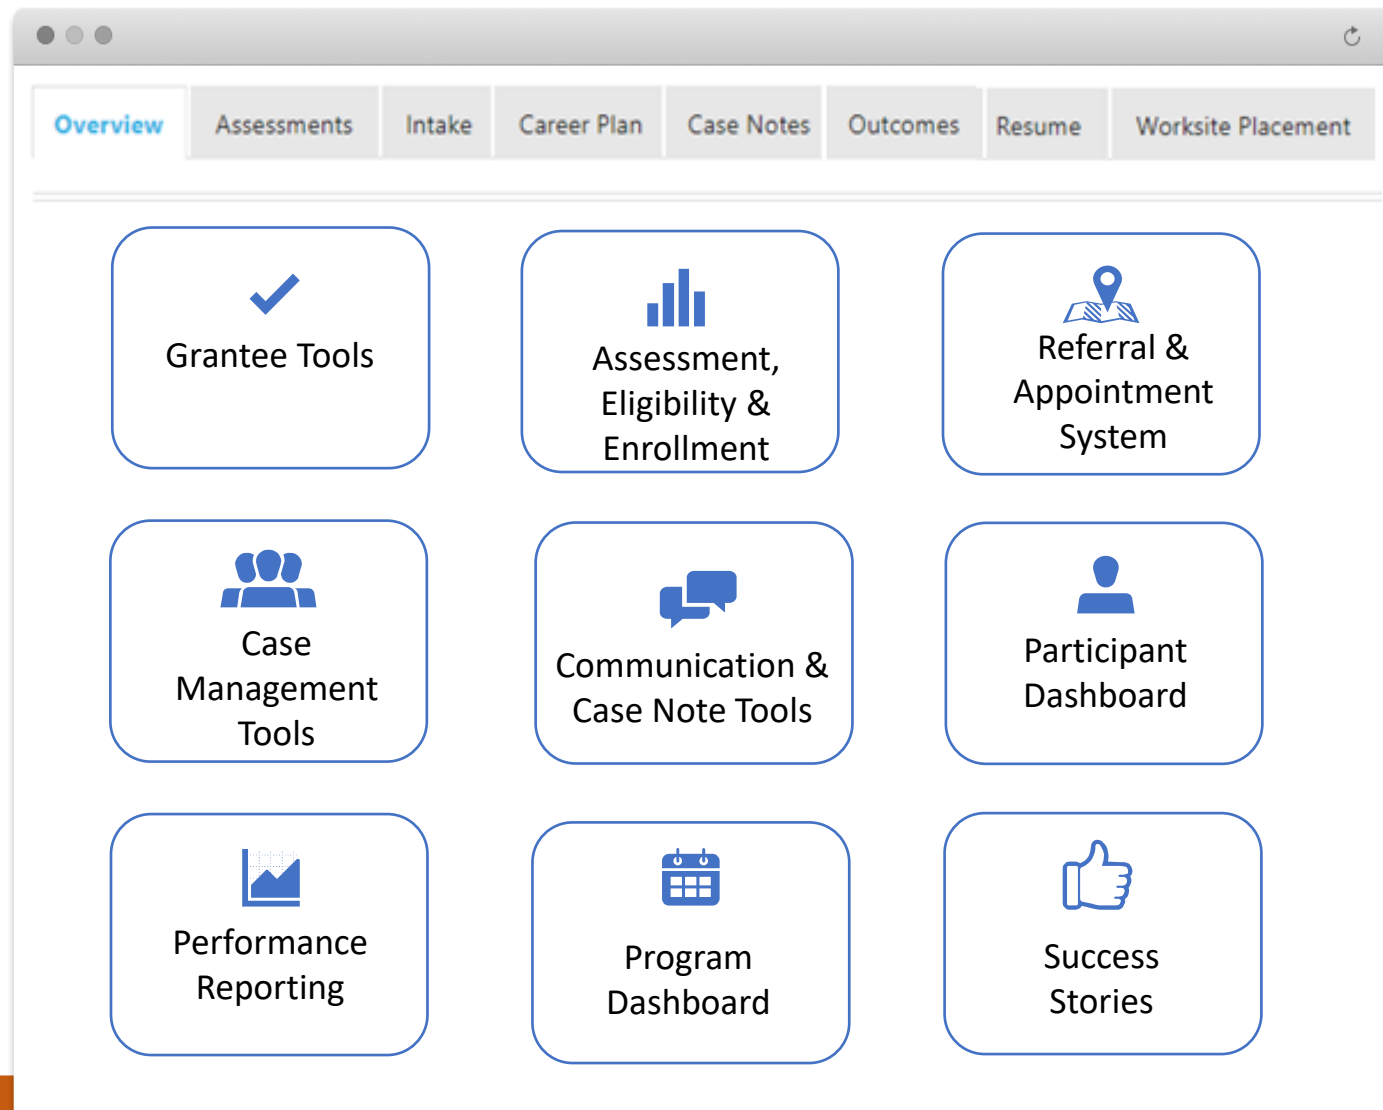 Overview
Assessments
Intake
Career Plan
Case Notes
Outcomes
Resume
Worksite Placement
Grantee Tools
Assessment,
Eligibility &
Enrollment
Referral &
Appointment
System
Case
Management
Tools
Communication &
Case Note Tools
Participant
Dashboard
Performance
Reporting
Program
Dashboard
Success
Stories